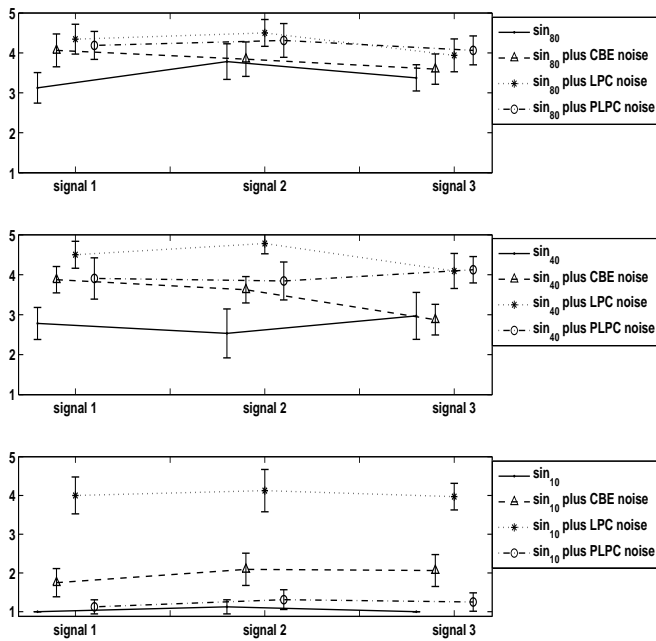 5
4
3
2
1
signal 1 signal 2 signal 3
sin80
sin80 plus CBE noise
sin80 plus LPC noise
sin80 plus PLPC noise
5
4
3
2
1
signal 1 signal 2 signal 3
sin40
sin40 plus CBE noise
sin40 plus LPC noise
sin40 plus PLPC noise
5
4
3
2
1
signal 1 signal 2 signal 3
sin10
sin10 plus CBE noise
sin10 plus LPC noise
sin10 plus PLPC noise